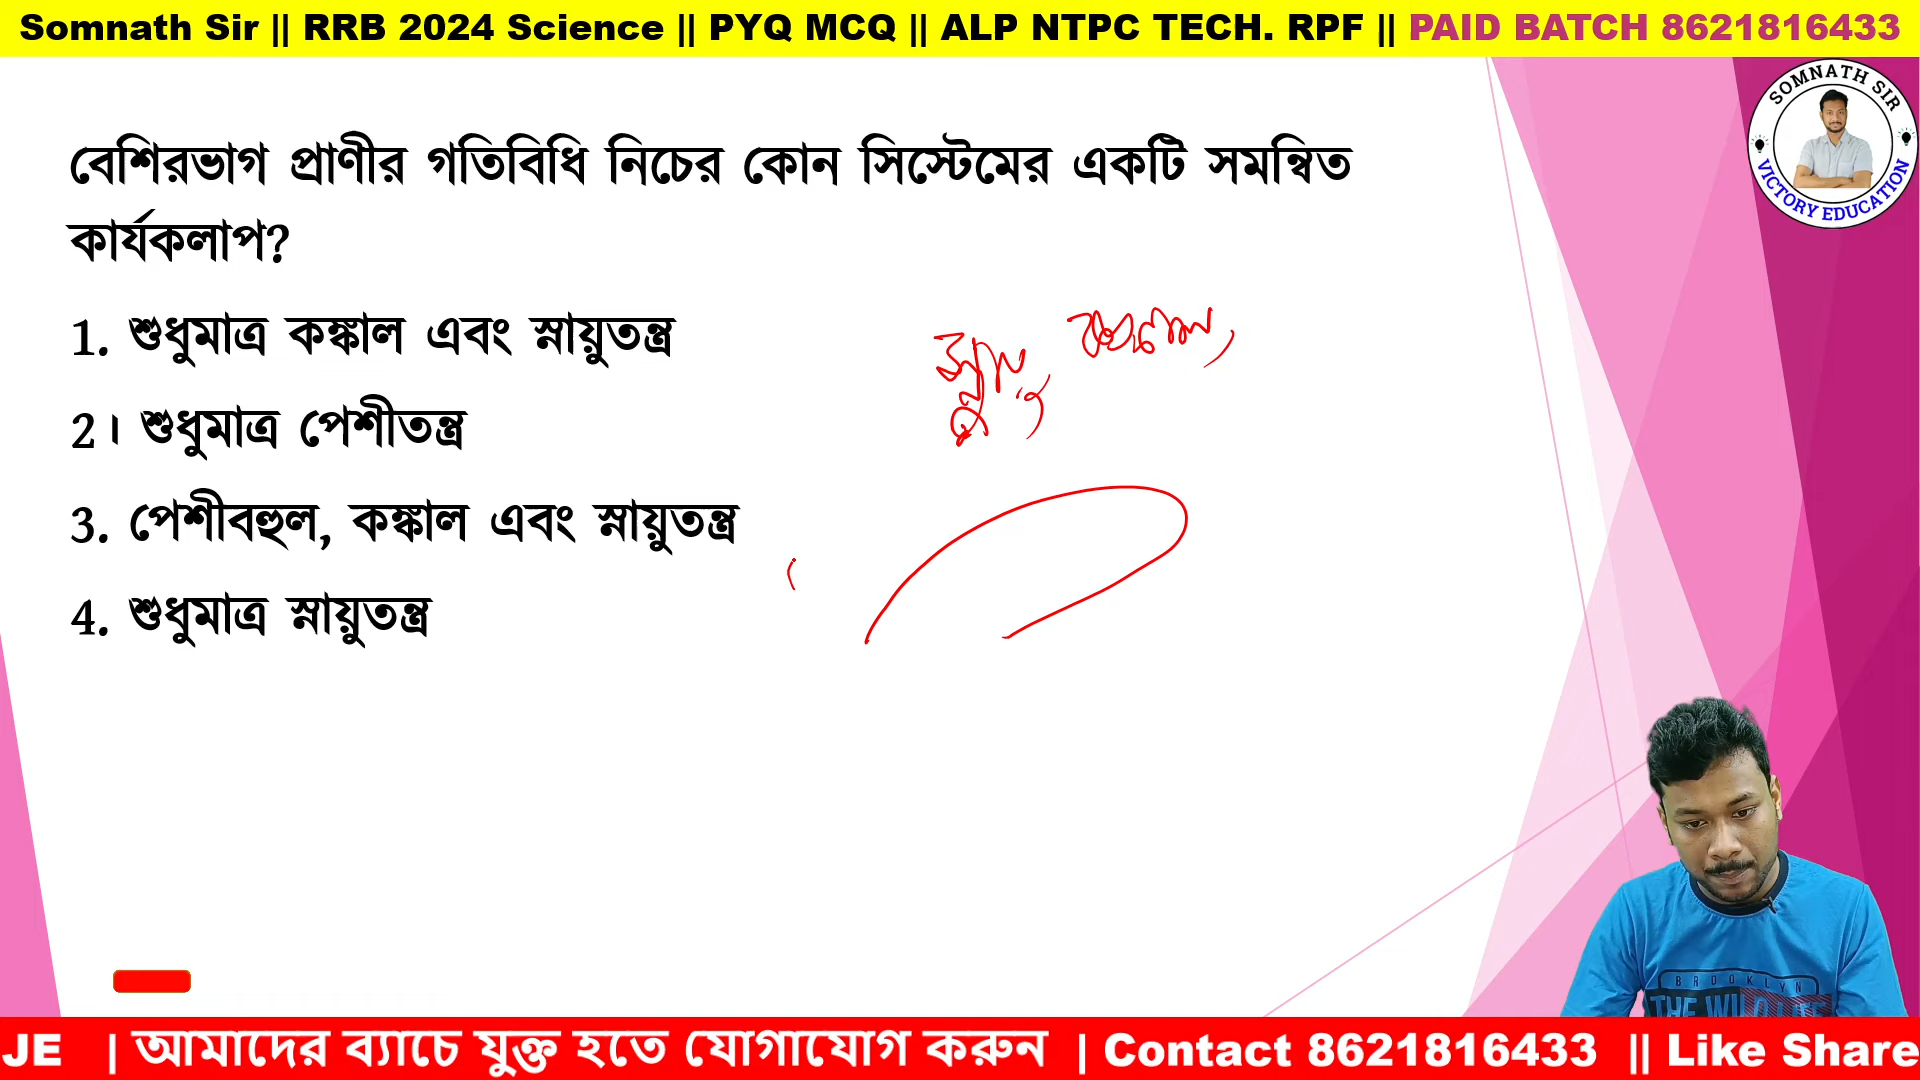 Somnath Sir || RRB 2024 Science || PYQ MCQ || ALP NTPC TECH. RPF || PAID BATCH 8621816433
SOMNATH SIR
VICTORY EDUCATION
বেশিরভাগ প্রাণীর গতিবিধি নিচের কোন সিস্টেমের একটি সমন্বিত
কার্যকলাপ?
1. শুধুমাত্র কঙ্কাল এবং স্নায়ুতন্ত্র
2। শুধুমাত্র পেশীতন্ত্র
3. পেশীবহুল, কঙ্কাল এবং স্নায়ুতন্ত্র
4. শুধুমাত্র স্নায়ুতন্ত্র
স্নায়ু, কঙ্কাল,
BROOKLYN
JE | আমাদের ব্যাচে যুক্ত হতে যোগাযোগ করুন | Contact 8621816433 || Like Share